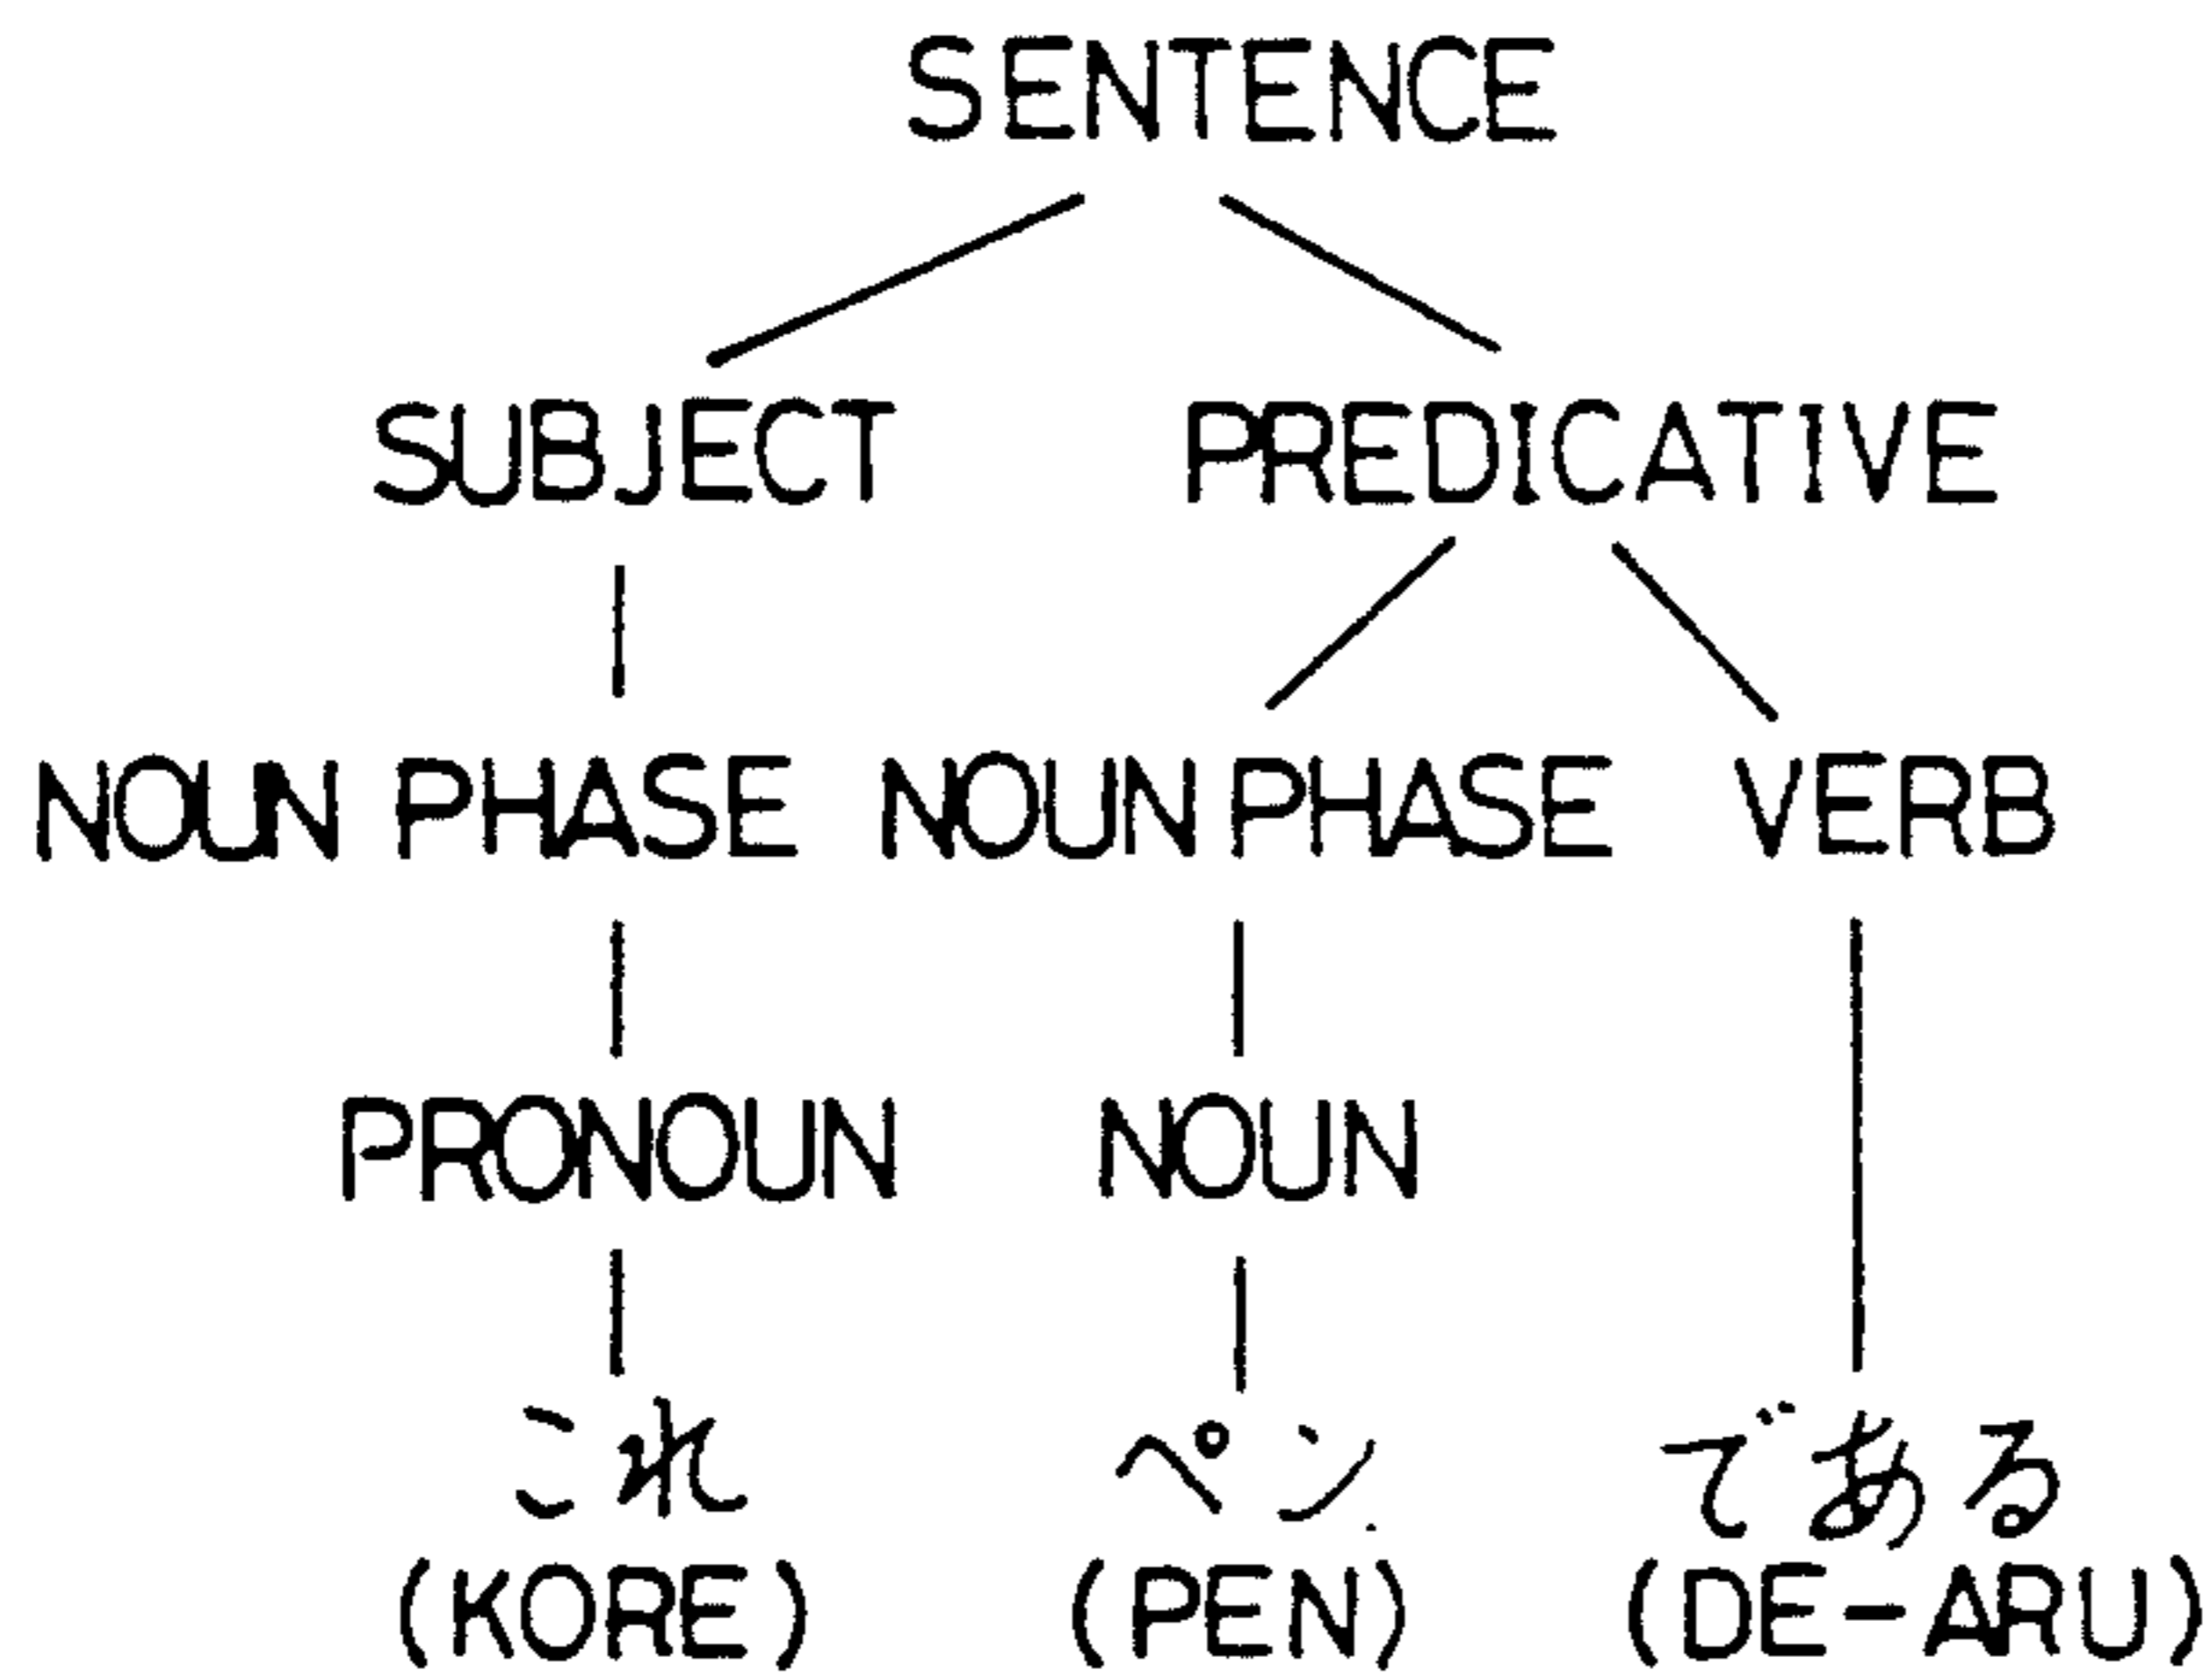 SENTENCE
SUBJECT PREDICATIVE
NOUN PHASE NOUN PHASE VERB
PRONOUN NOUN
これ ペン である
(KORE) (PEN) (DE-ARU)